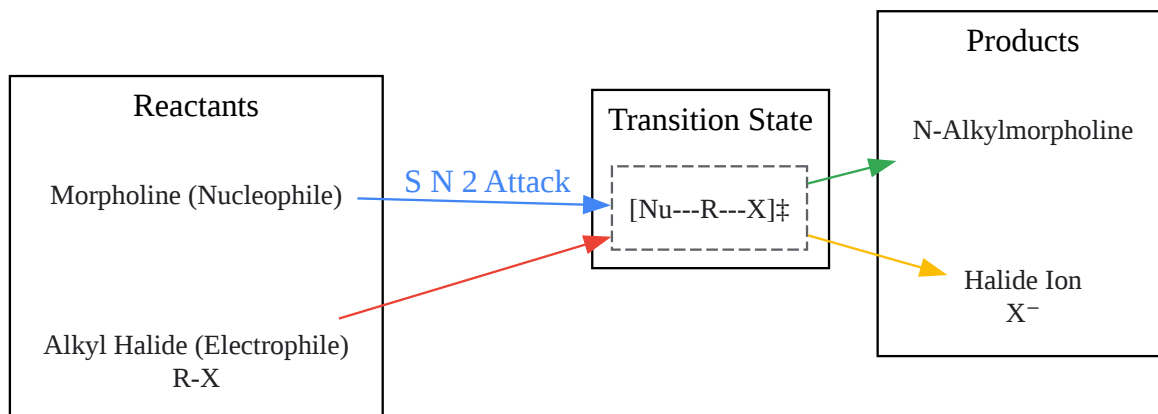 Reactants
Morpholine (Nucleophile)
Alkyl Halide (Electrophile)
R-X
S N 2 Attack
Transition State
[Nu---R---X]‡
Products
N-Alkylmorpholine
Halide Ion
X⁻